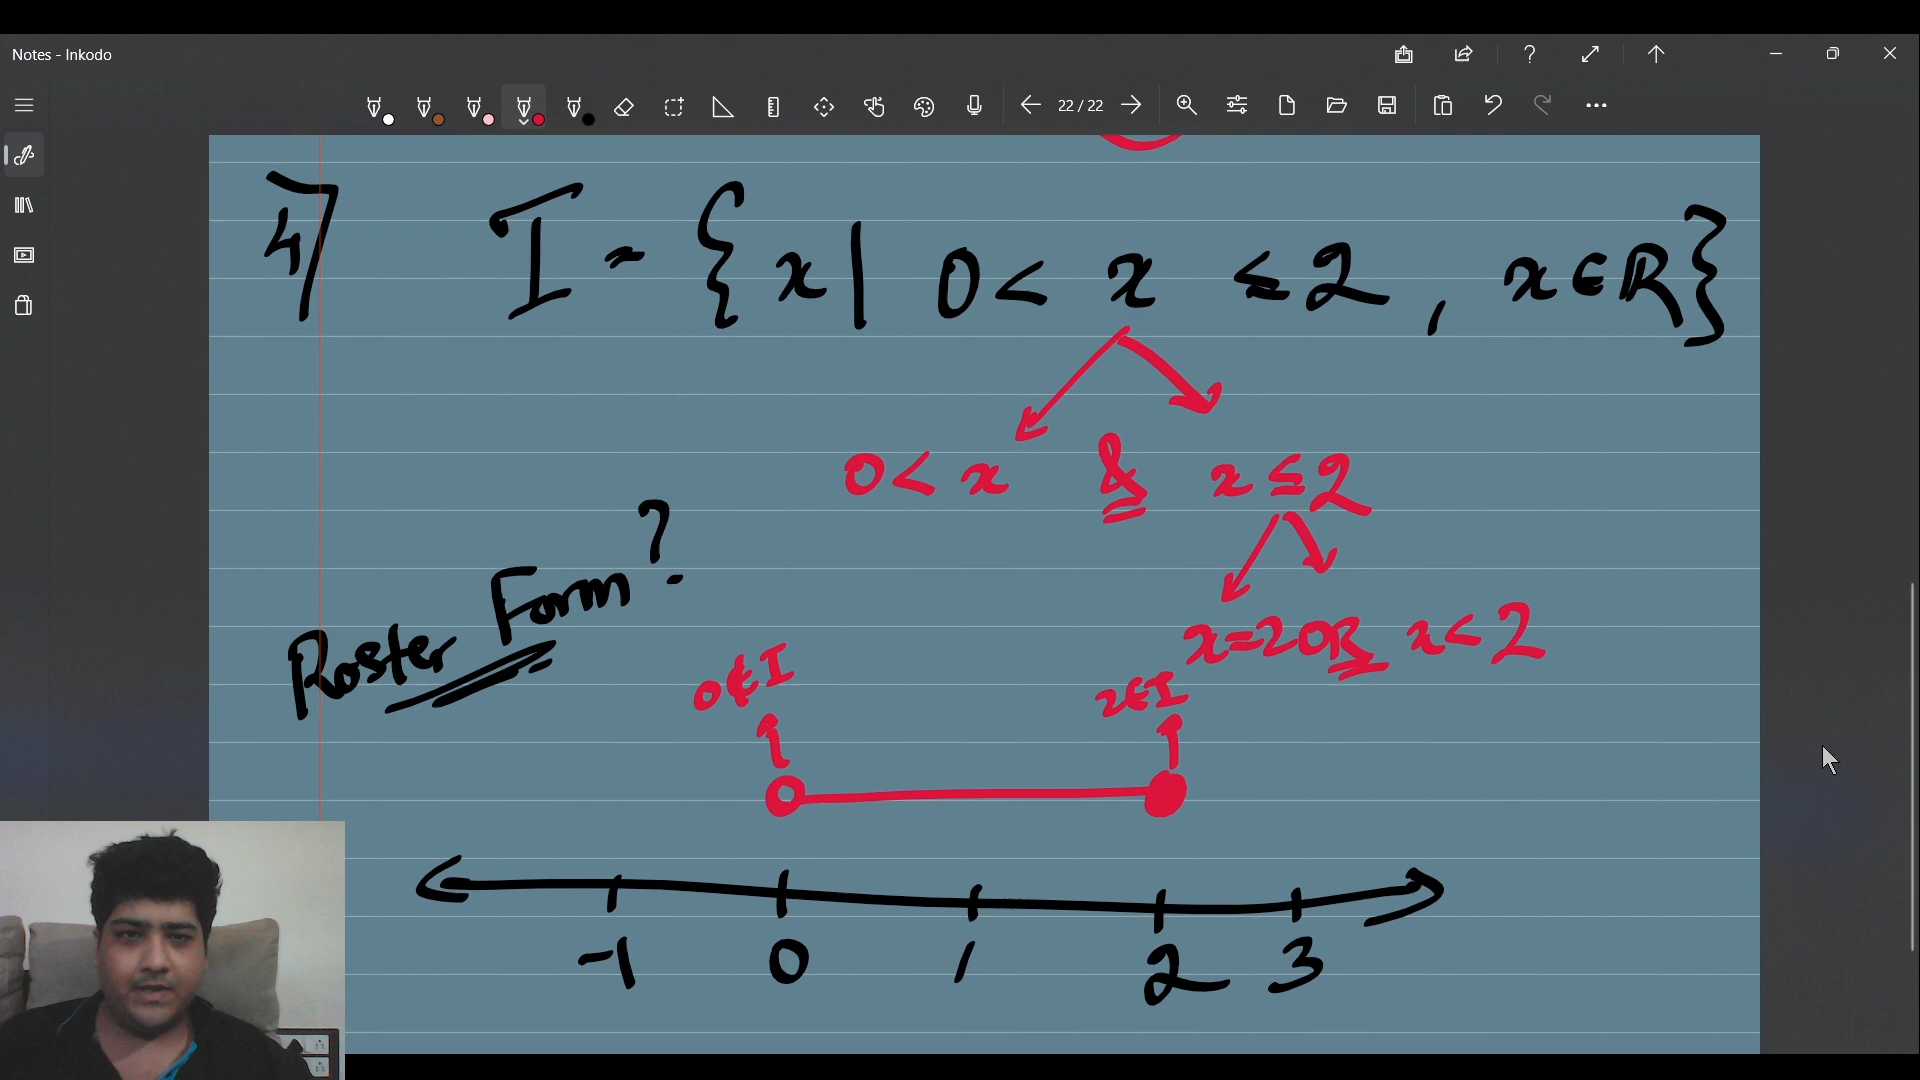 Notes - Inkodo
22 / 22
4) I = { x | 0 < x ≤ 2 , x ∈ R }
0 < x & x ≤ 2
Roster Form ?
x = 2 OR x < 2
0 ∉ I 2 ∈ I
-1 0 1 2 3